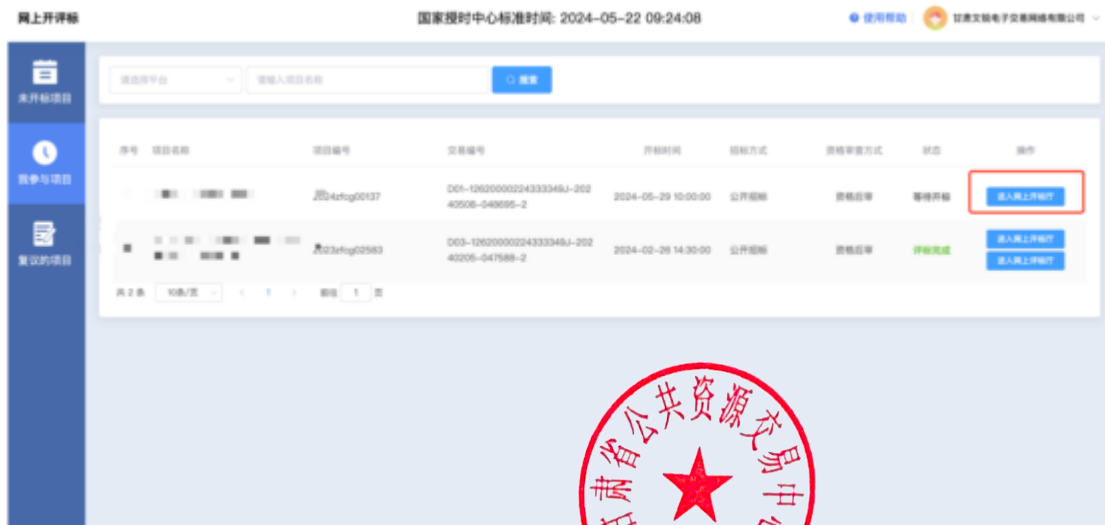 网上开评标
国家授时中心标准时间: 2024-05-22 09:24:08
使用帮助
甘肃文锐电子交易网络有限公司
未开标项目
我参与项目
复议的项目
请选择平台
请输入项目名称
搜索
序号 项目名称 项目编号 交易编号 开标时间 招标方式 资格审查方式 状态 操作
2024zfcg00137
D01-12620000224333349J-202
40508-048695-2
2024-05-29 10:00:00 公开招标 资格后审 等待开标 进入网上开标厅
2023zfcg02583
D03-12620000224333349J-202
40205-047588-2
2024-02-26 14:30:00 公开招标 资格后审 评标完成
进入网上开标厅
进入网上评标厅
共 2 条 10条/页 1 前往 1 页
甘肃省公共资源交易中心